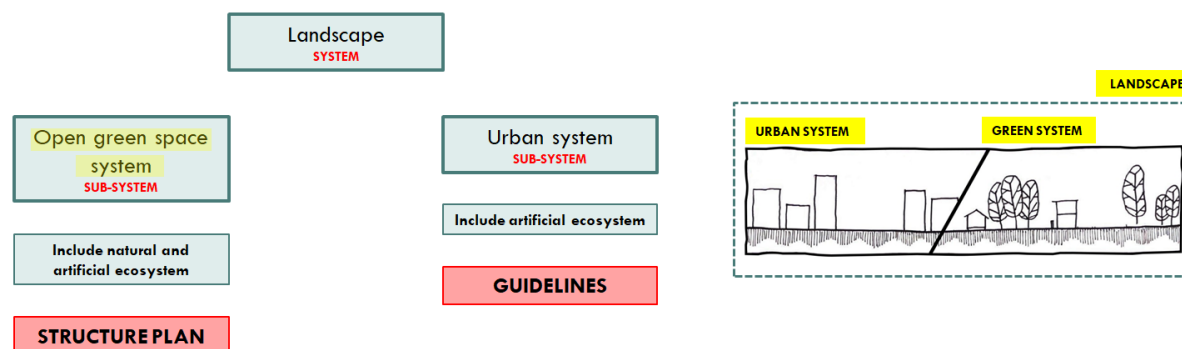 Landscape
SYSTEM
Open green space
system
SUB-SYSTEM
Include natural and
artificial ecosystem
STRUCTURE PLAN
Urban system
SUB-SYSTEM
Include artificial ecosystem
GUIDELINES
LANDSCAPE
URBAN SYSTEM
GREEN SYSTEM